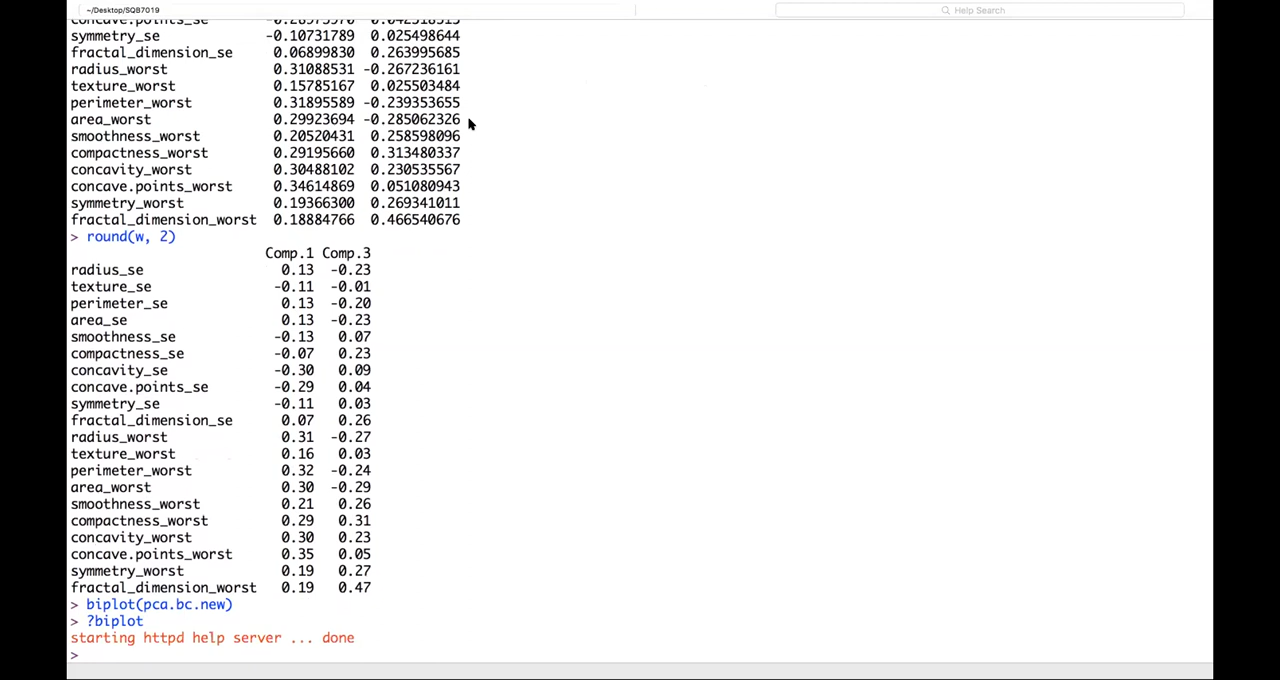 ~/Desktop/SQB7019
Help Search
concave.points_se -0.28975970 0.042518313
symmetry_se -0.10731789 0.025498644
fractal_dimension_se 0.06899830 0.263995685
radius_worst 0.31088531 -0.267236161
texture_worst 0.15785167 0.025503484
perimeter_worst 0.31895589 -0.239353655
area_worst 0.29923694 -0.285062326
smoothness_worst 0.20520431 0.258598096
compactness_worst 0.29195660 0.313480337
concavity_worst 0.30488102 0.230535567
concave.points_worst 0.34614869 0.051080943
symmetry_worst 0.19366300 0.269341011
fractal_dimension_worst 0.18884766 0.466540676
> round(w, 2)
Comp.1 Comp.3
radius_se 0.13 -0.23
texture_se -0.11 -0.01
perimeter_se 0.13 -0.20
area_se 0.13 -0.23
smoothness_se -0.13 0.07
compactness_se -0.07 0.23
concavity_se -0.30 0.09
concave.points_se -0.29 0.04
symmetry_se -0.11 0.03
fractal_dimension_se 0.07 0.26
radius_worst 0.31 -0.27
texture_worst 0.16 0.03
perimeter_worst 0.32 -0.24
area_worst 0.30 -0.29
smoothness_worst 0.21 0.26
compactness_worst 0.29 0.31
concavity_worst 0.30 0.23
concave.points_worst 0.35 0.05
symmetry_worst 0.19 0.27
fractal_dimension_worst 0.19 0.47
> biplot(pca.bc.new)
> ?biplot
starting httpd help server ... done
>